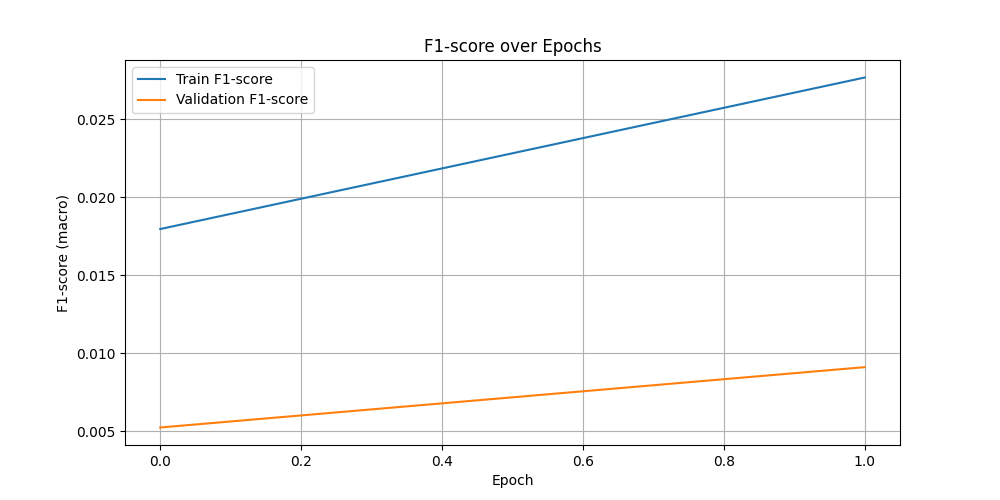 F1-score over Epochs
Train F1-score
Validation F1-score
F1-score (macro)
0.025
0.020
0.015
0.010
0.005
0.0 0.2 0.4 0.6 0.8 1.0
Epoch